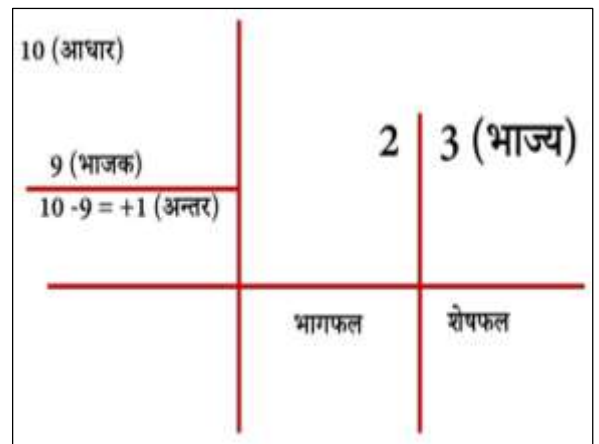 10 (आधार)
2 3 (भाज्य)
9 (भाजक)
10 -9 = +1 (अन्तर)
भागफल शेषफल